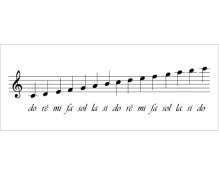 do ré mi fa sol la si do ré mi fa sol la si do